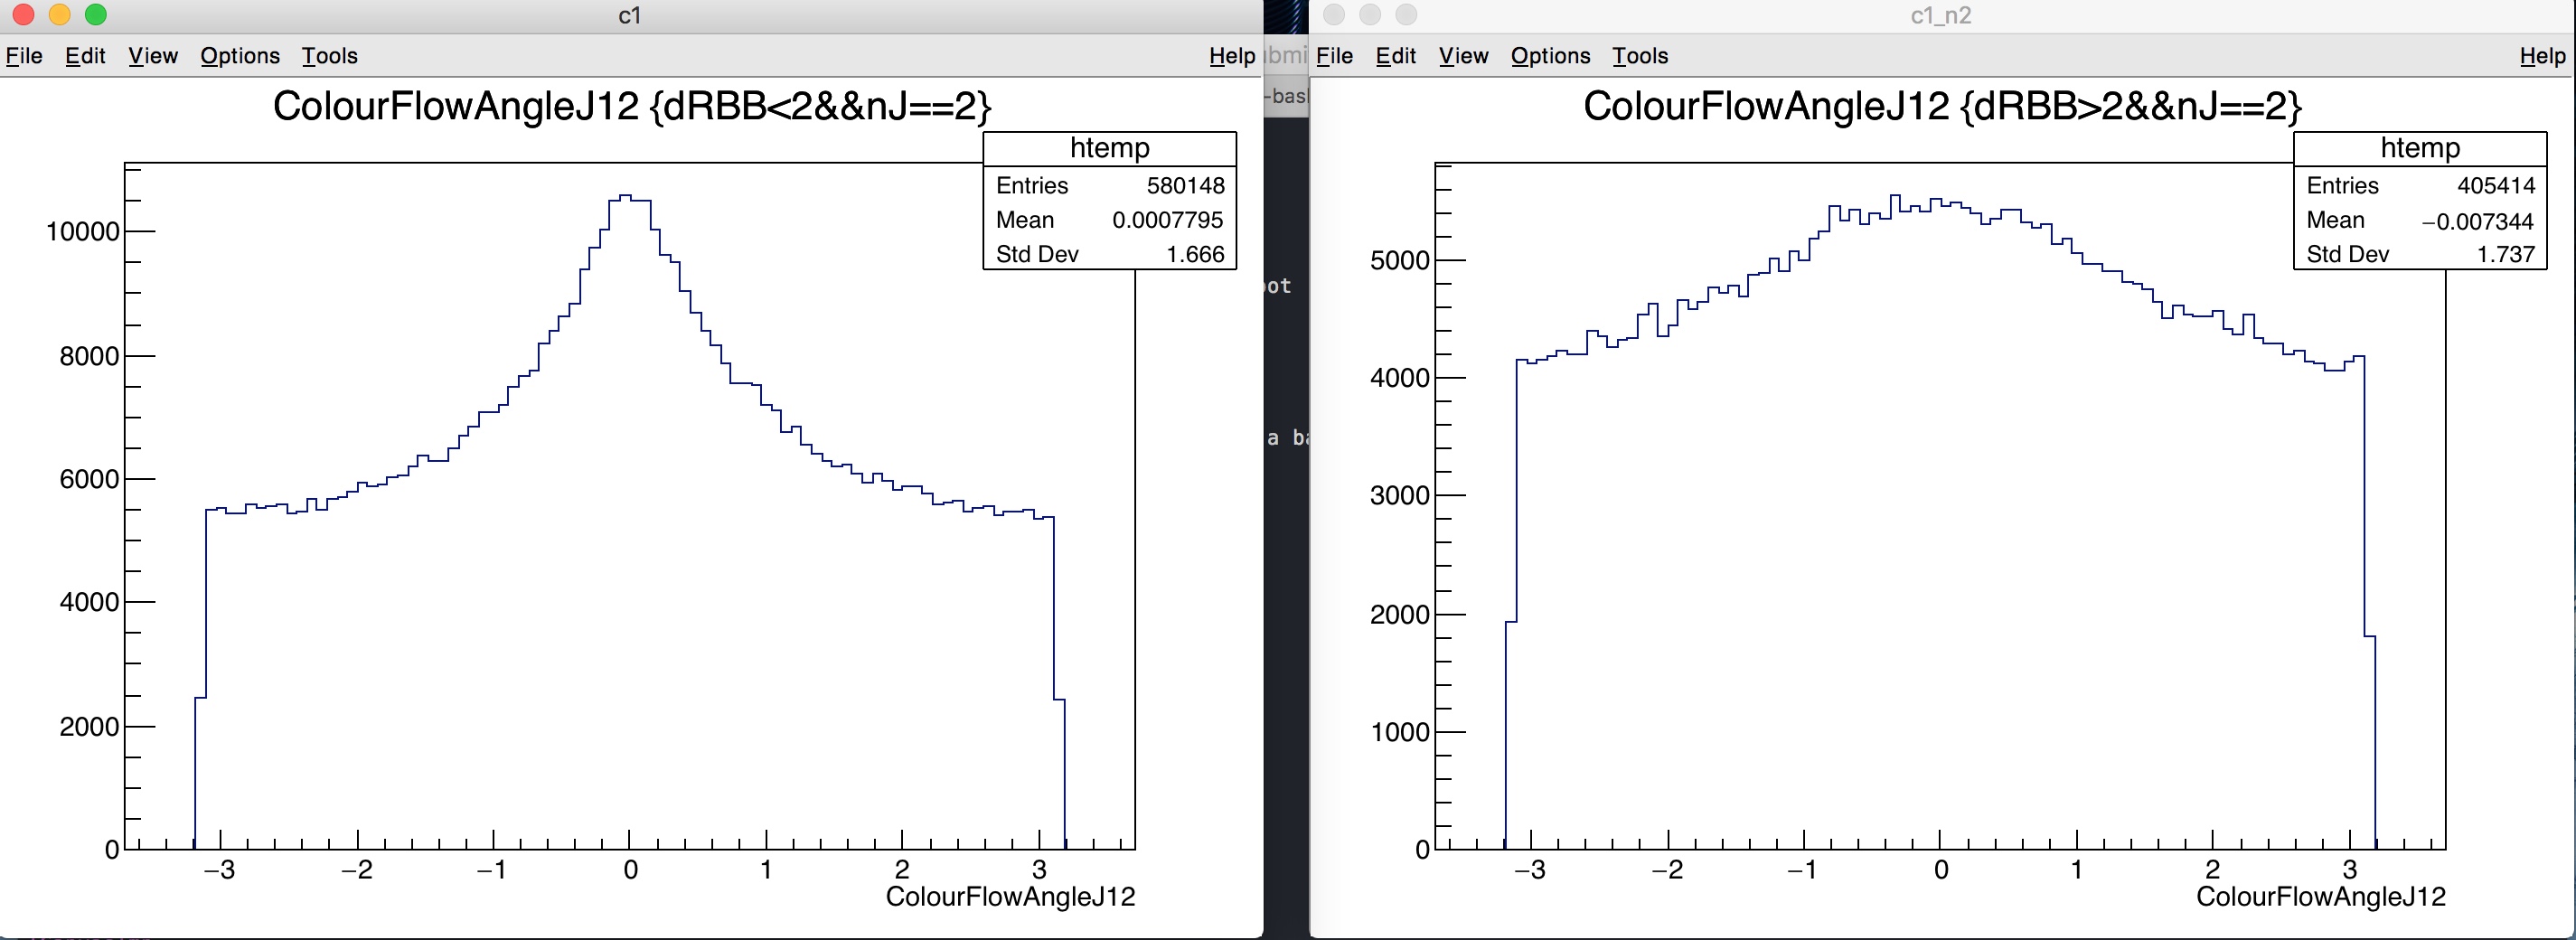 c1
File Edit View Options Tools Help
ColourFlowAngleJ12 {dRBB<2&&nJ==2}
htemp
Entries 580148
Mean 0.0007795
Std Dev 1.666
10000
8000
6000
4000
2000
0
−3 −2 −1 0 1 2 3
ColourFlowAngleJ12
-bas
oot
a ba
c1_n2
File Edit View Options Tools Help
ColourFlowAngleJ12 {dRBB>2&&nJ==2}
htemp
Entries 405414
Mean −0.007344
Std Dev 1.737
5000
4000
3000
2000
1000
0
−3 −2 −1 0 1 2 3
ColourFlowAngleJ12